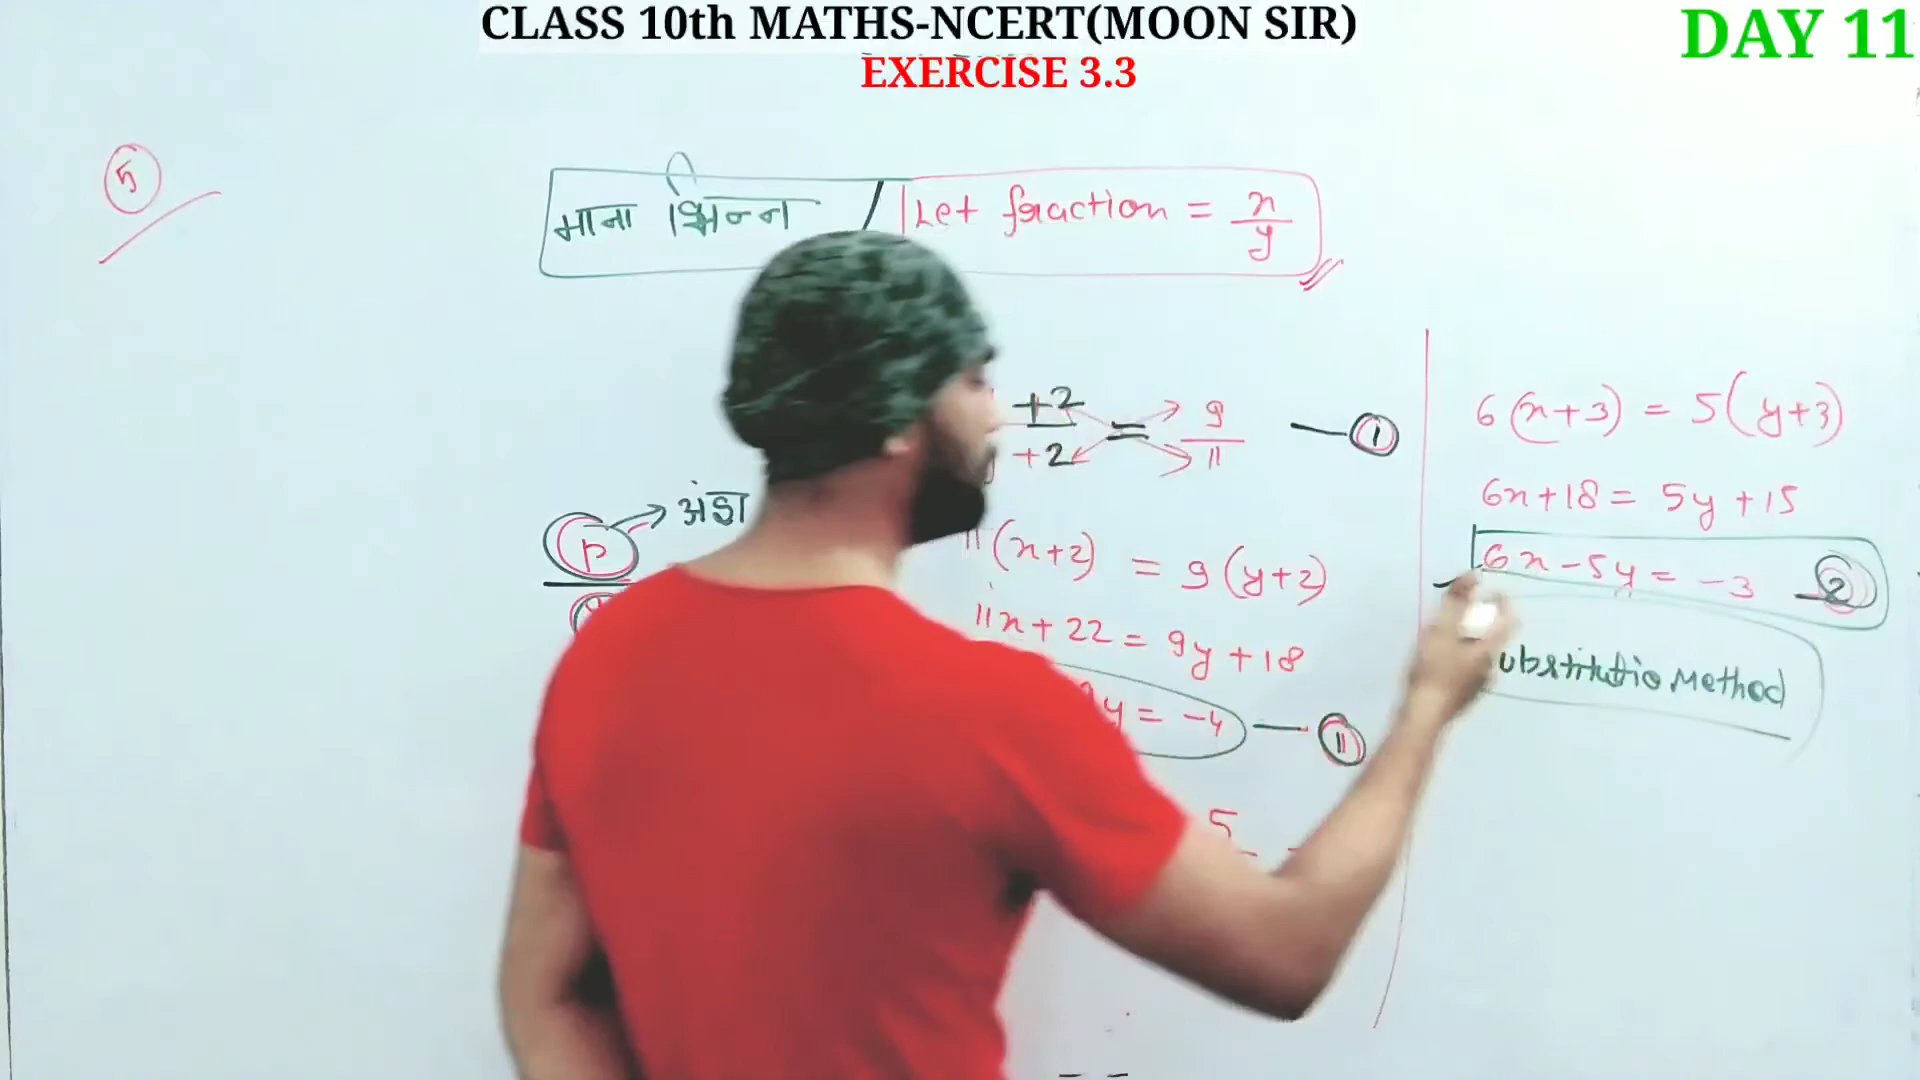 CLASS 10th MATHS-NCERT(MOON SIR)
DAY 11
EXERCISE 3.3
5
माना भिन्न / Let fraction = x/y
+2
+2
= 9/11 — 1
p → अंश
11(x+2) = 9(y+2)
11x+22 = 9y+18
9y = -4 — 11
5
6(x+3) = 5(y+3)
6x+18 = 5y+15
6x-5y = -3 — 2
ubstitutio Method